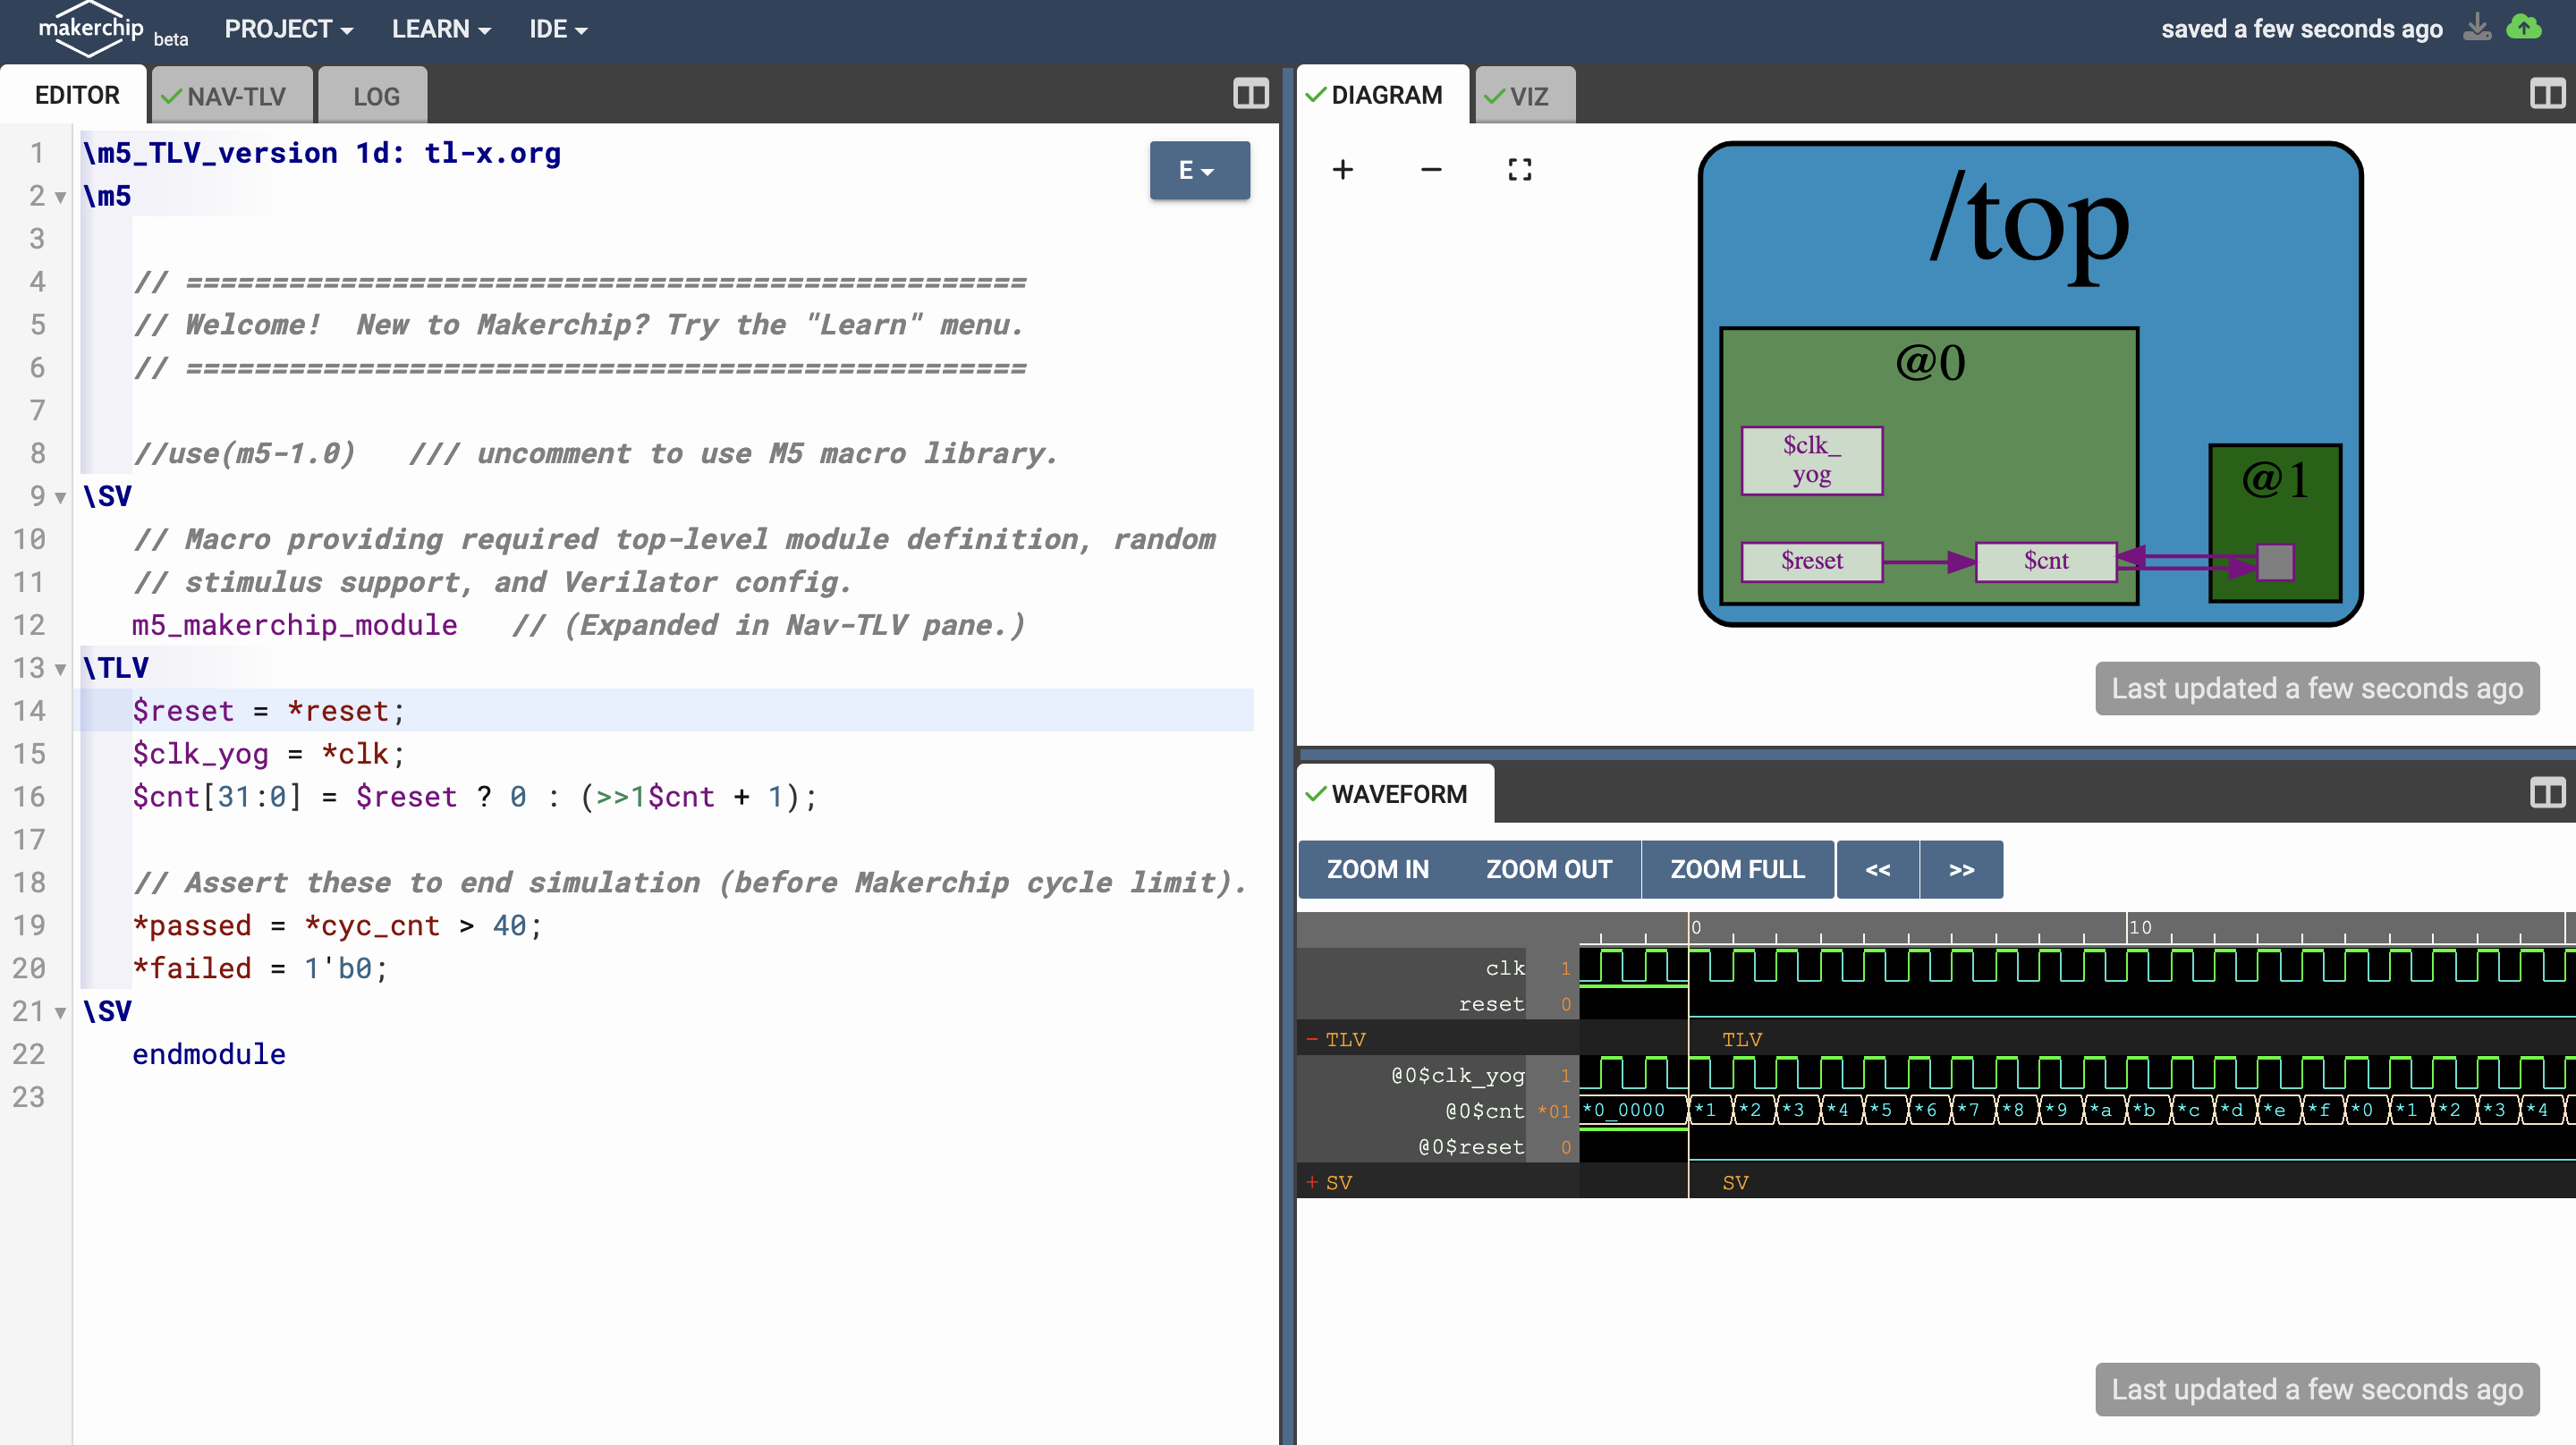 makerchip beta PROJECT LEARN IDE saved a few seconds ago
EDITOR NAV-TLV LOG
1 \m5_TLV_version 1d: tl-x.org
E
2 \m5
3
4 // =================================================
5 // Welcome!  New to Makerchip? Try the "Learn" menu.
6 // =================================================
7
8 //use(m5-1.0)   /// uncomment to use M5 macro library.
9 \SV
10 // Macro providing required top-level module definition, random
11 // stimulus support, and Verilator config.
12 m5_makerchip_module   // (Expanded in Nav-TLV pane.)
13 \TLV
14 $reset = *reset;
15 $clk_yog = *clk;
16 $cnt[31:0] = $reset ? 0 : (>>1$cnt + 1);
17
18 // Assert these to end simulation (before Makerchip cycle limit).
19 *passed = *cyc_cnt > 40;
20 *failed = 1'b0;
21 \SV
22 endmodule
23
DIAGRAM VIZ
+ − 
/top
@0
$clk_
yog
@1
$reset $cnt
Last updated a few seconds ago
WAVEFORM
ZOOM IN ZOOM OUT ZOOM FULL << >>
0 10
clk 1
reset 0
− TLV TLV
@0$clk_yog 1
@0$cnt *01 *0_0000 *1 *2 *3 *4 *5 *6 *7 *8 *9 *a *b *c *d *e *f *0 *1 *2 *3 *4
@0$reset 0
+ SV SV
Last updated a few seconds ago